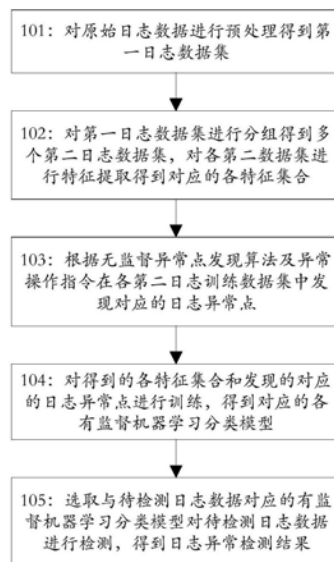 101：对原始日志数据进行预处理得到第
一日志数据集
102：对第一日志数据集进行分组得到多
个第二日志数据集，对各第二数据集进
行特征提取得到对应的各特征集合
103：根据无监督异常点发现算法及异常
操作指令在各第二日志训练数据集中发
现对应的日志异常点
104：对得到的各特征集合和发现的对应
的日志异常点进行训练，得到对应的各
有监督机器学习分类模型
105：选取与待检测日志数据对应的有监
督机器学习分类模型对待检测日志数据
进行检测，得到日志异常检测结果